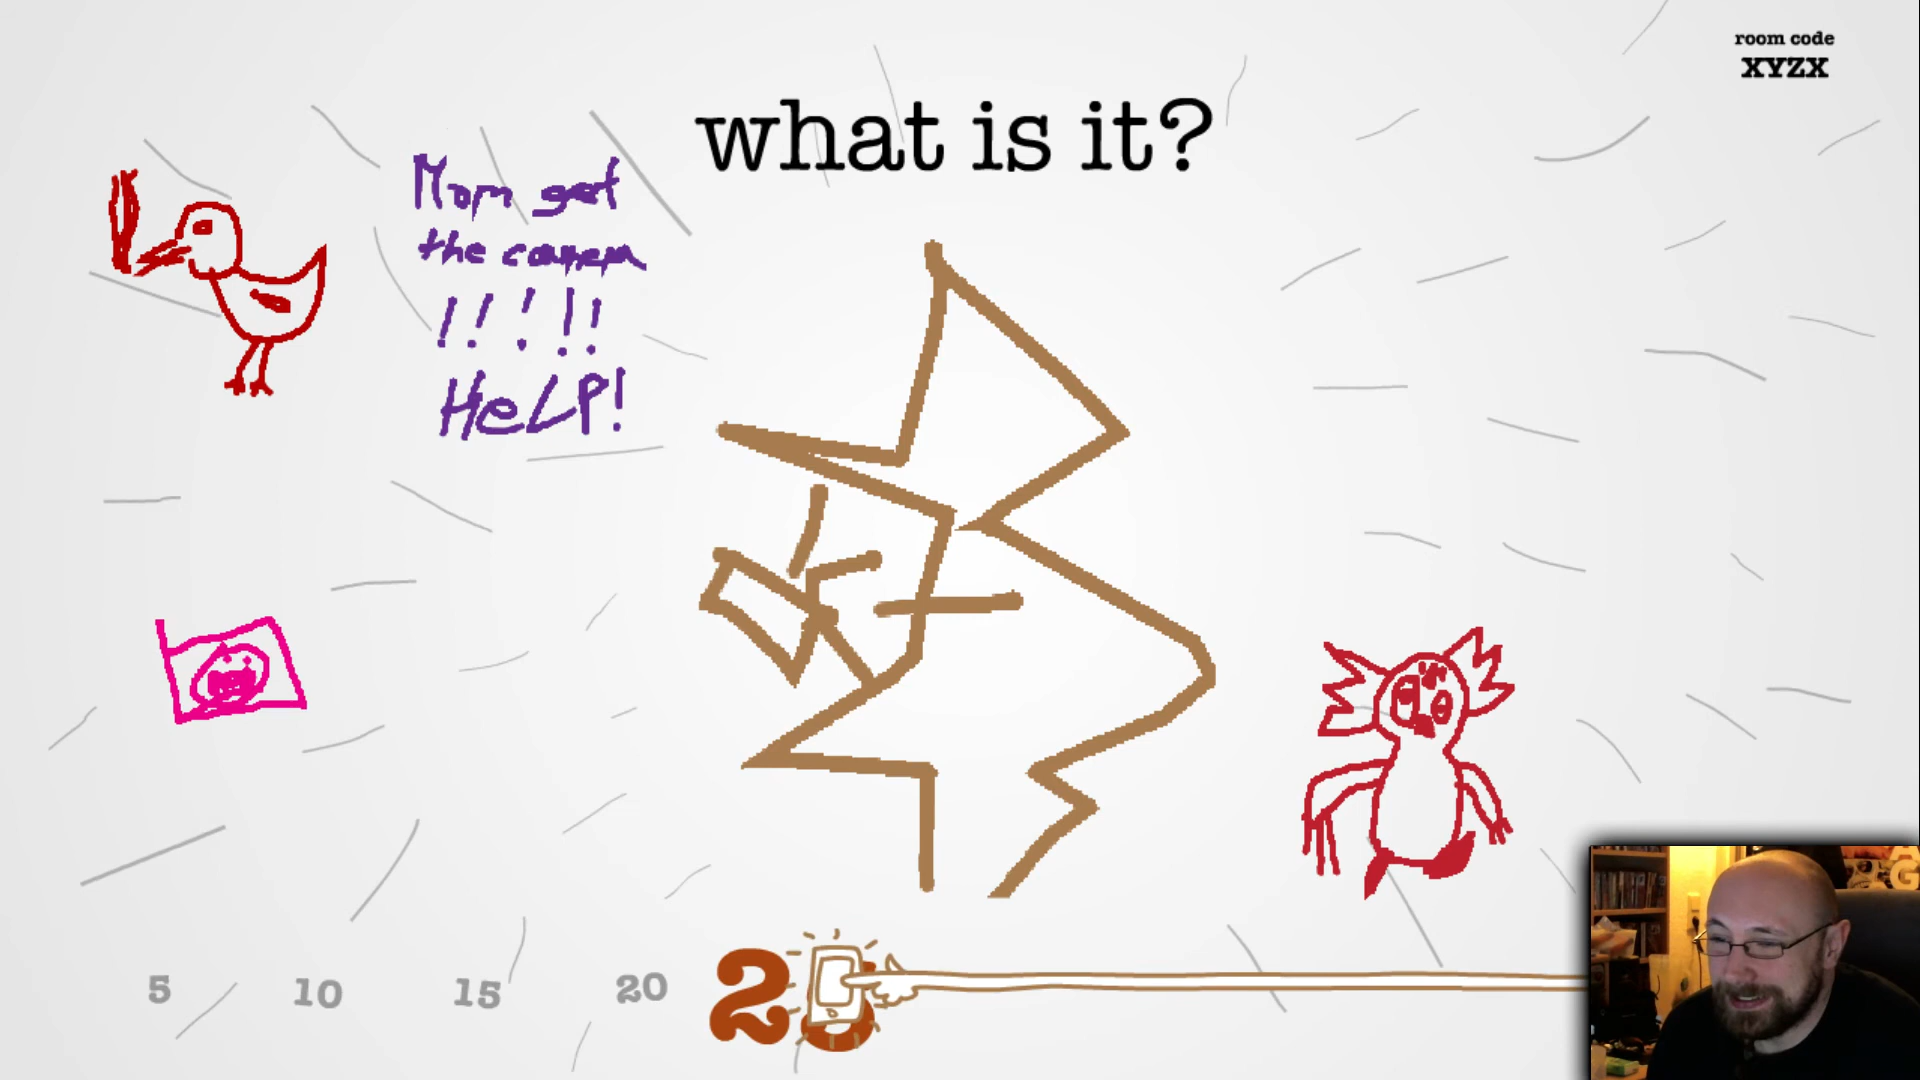 room code
XYZX
what is it?
Mom get
the camera
!!!!!
HeLP!
5 10 15 20 25
G